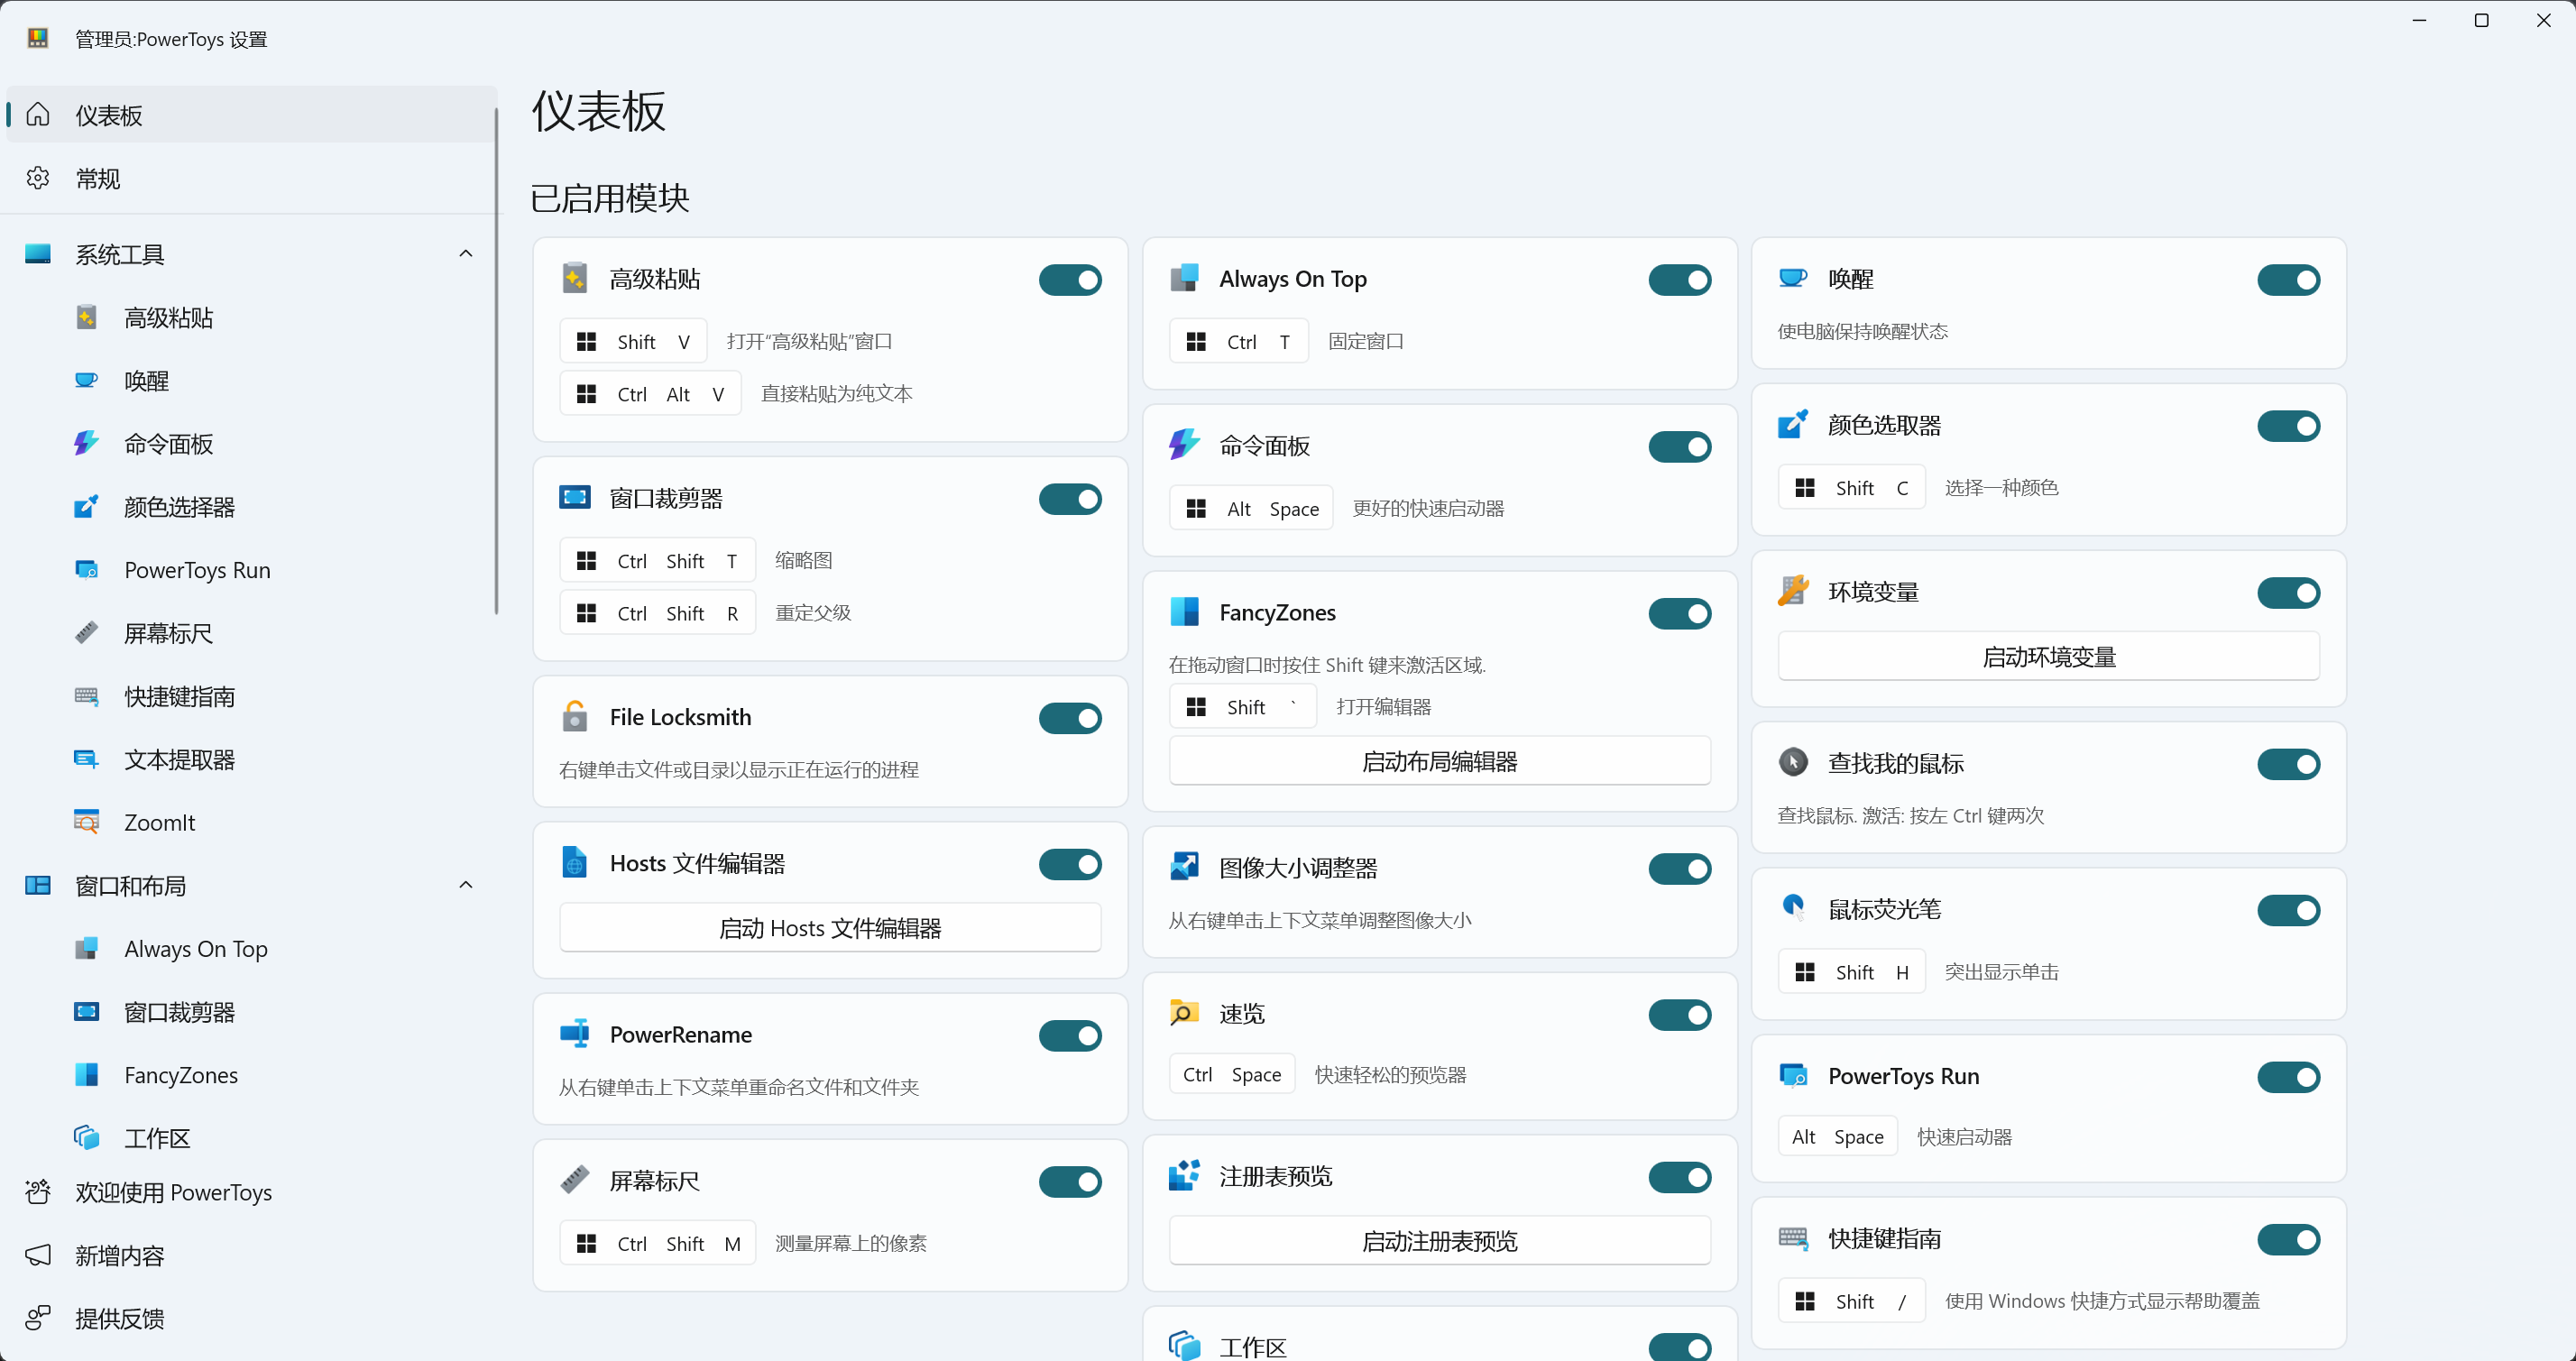 管理员:PowerToys 设置
仪表板
常规
系统工具
高级粘贴
唤醒
命令面板
颜色选择器
PowerToys Run
屏幕标尺
快捷键指南
文本提取器
ZoomIt
窗口和布局
Always On Top
窗口裁剪器
FancyZones
工作区
欢迎使用 PowerToys
新增内容
提供反馈
仪表板
已启用模块
高级粘贴
Shift V 打开“高级粘贴”窗口
Ctrl Alt V 直接粘贴为纯文本
窗口裁剪器
Ctrl Shift T 缩略图
Ctrl Shift R 重定父级
File Locksmith
右键单击文件或目录以显示正在运行的进程
Hosts 文件编辑器
启动 Hosts 文件编辑器
PowerRename
从右键单击上下文菜单重命名文件和文件夹
屏幕标尺
Ctrl Shift M 测量屏幕上的像素
Always On Top
Ctrl T 固定窗口
命令面板
Alt Space 更好的快速启动器
FancyZones
在拖动窗口时按住 Shift 键来激活区域.
Shift ` 打开编辑器
启动布局编辑器
图像大小调整器
从右键单击上下文菜单调整图像大小
速览
Ctrl Space 快速轻松的预览器
注册表预览
启动注册表预览
工作区
唤醒
使电脑保持唤醒状态
颜色选取器
Shift C 选择一种颜色
环境变量
启动环境变量
查找我的鼠标
查找鼠标. 激活: 按左 Ctrl 键两次
鼠标荧光笔
Shift H 突出显示单击
PowerToys Run
Alt Space 快速启动器
快捷键指南
Shift / 使用 Windows 快捷方式显示帮助覆盖